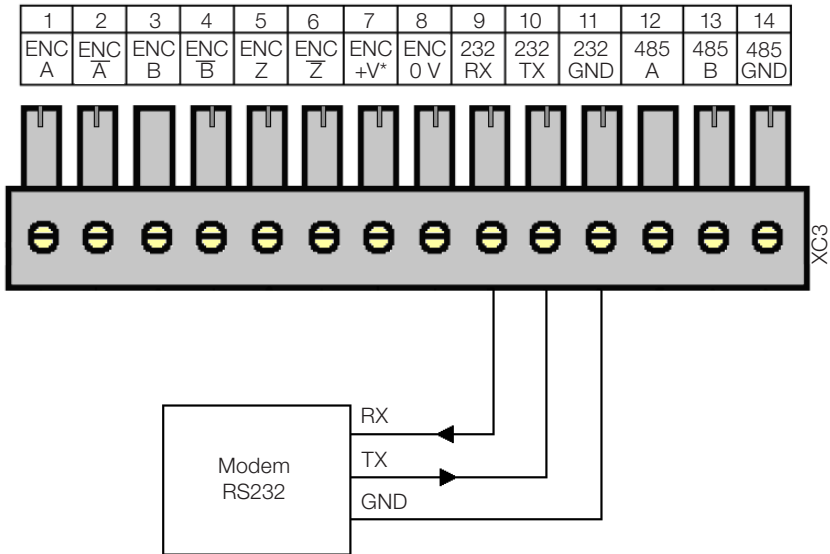 1 2 3 4 5 6 7 8 9 10 11 12 13 14
ENC ENC ENC ENC ENC ENC ENC ENC 232 232 232 485 485 485
A A̅ B B̅ Z Z̅ +V* 0 V RX TX GND A B GND
XC3
RX
TX
GND
Modem
RS232